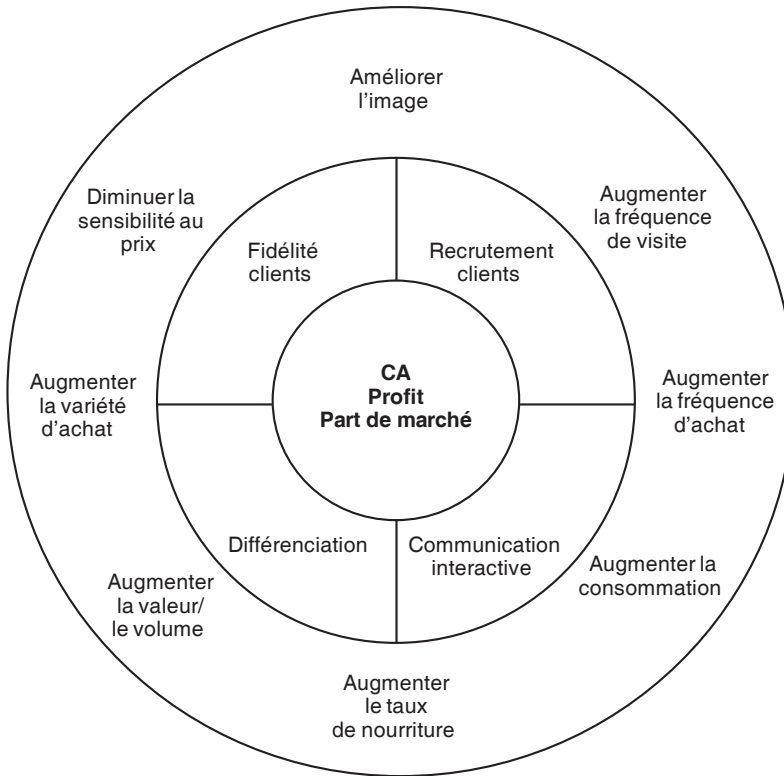 Améliorer
l'image
Diminuer la
sensibilité au
prix
Augmenter
la fréquence
de visite
Fidélité
clients
Recrutement
clients
Augmenter
la variété
d'achat
CA
Profit
Part de marché
Augmenter
la fréquence
d'achat
Différenciation
Communication
interactive
Augmenter
la valeur/
le volume
Augmenter la
consommation
Augmenter
le taux
de nourriture